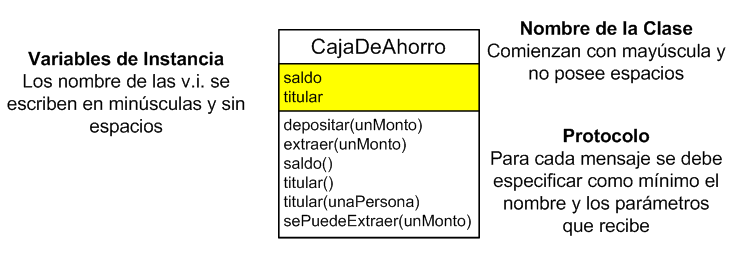 Variables de Instancia
Los nombre de las v.i. se
escriben en minúsculas y sin
espacios
CajaDeAhorro
saldo
titular
depositar(unMonto)
extraer(unMonto)
saldo()
titular()
titular(unaPersona)
sePuedeExtraer(unMonto)
Nombre de la Clase
Comienzan con mayúscula y
no posee espacios
Protocolo
Para cada mensaje se debe
especificar como mínimo el
nombre y los parámetros
que recibe